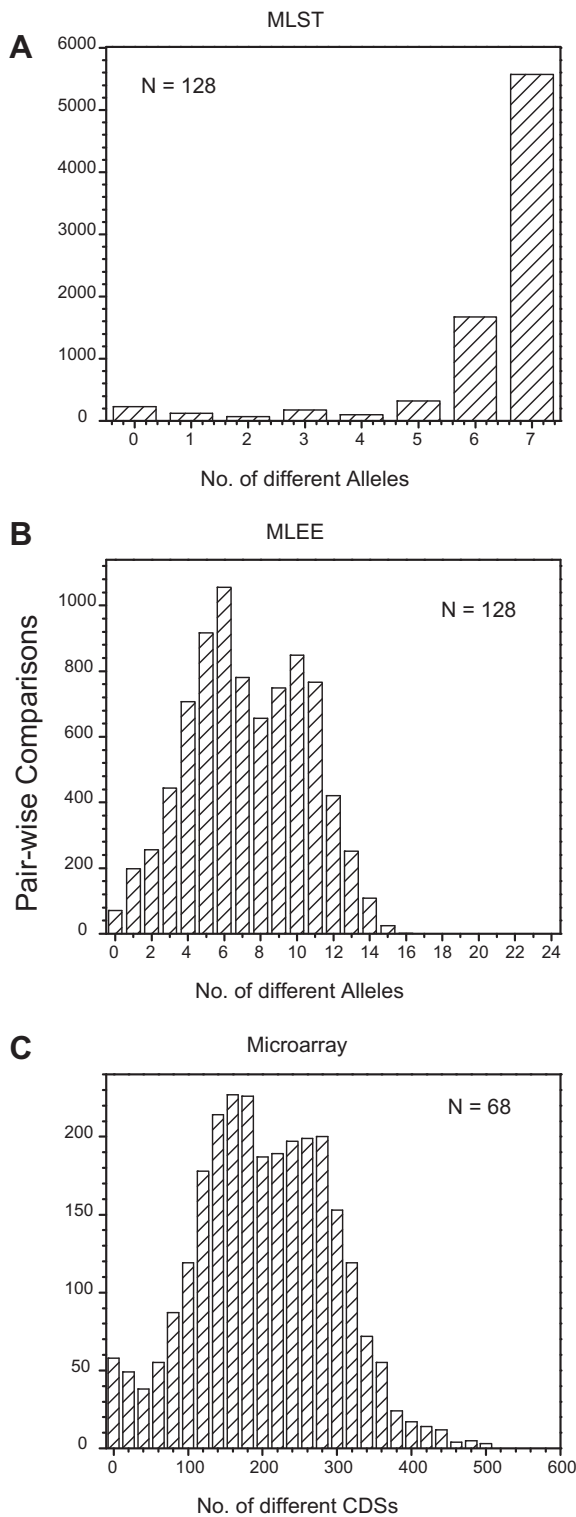 MLST
A
N = 128
6000
5000
4000
3000
2000
1000
0
0 1 2 3 4 5 6 7
No. of different Alleles
B
MLEE
N = 128
Pair-wise Comparisons
1000
800
600
400
200
0
0 2 4 6 8 10 12 14 16 18 20 22 24
No. of different Alleles
C
Microarray
N = 68
200
150
100
50
0
0 100 200 300 400 500 600
No. of different CDSs